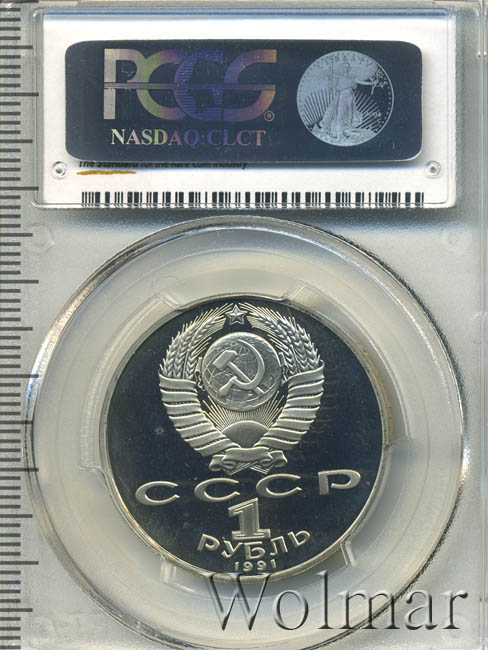 PCGS®
NASDAQ:CLCT
The Standard for the Rare Coin Industry
СССР
1
РУБЛЬ
1991
Wolmar